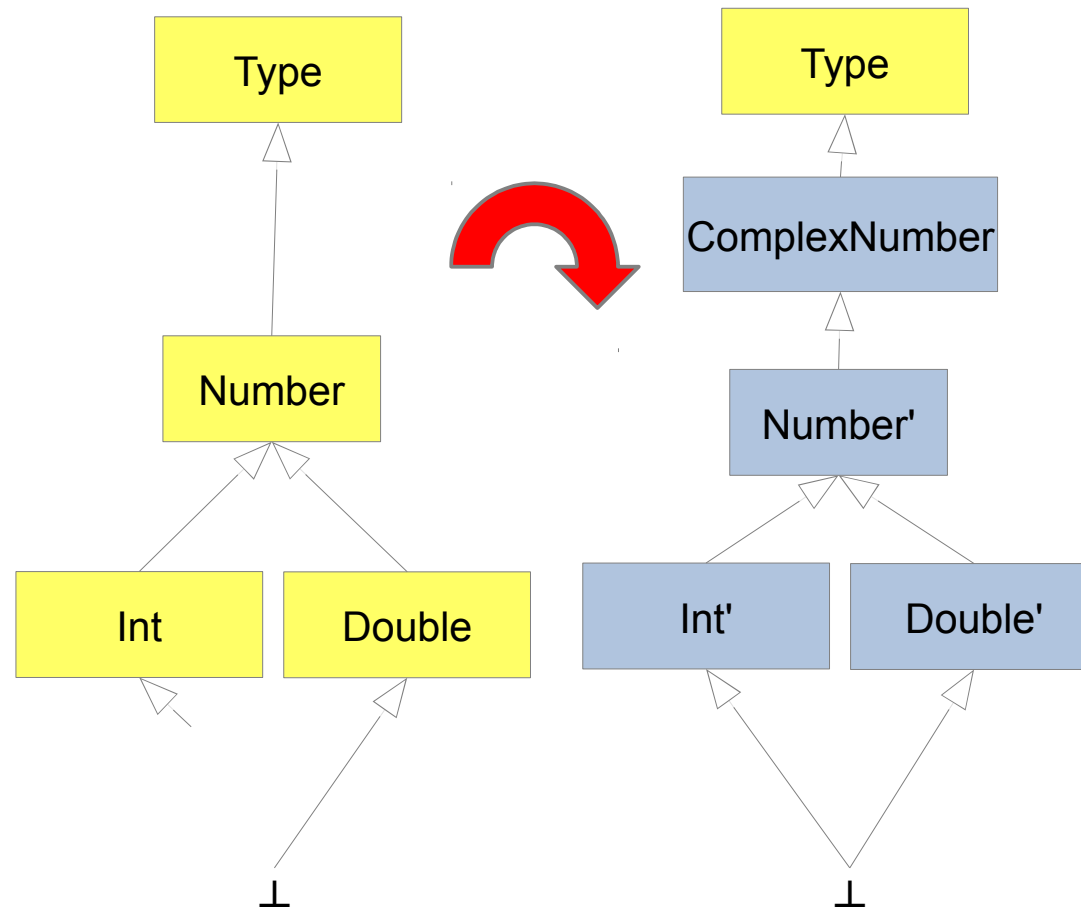 Type
Number
Int
Double
⊥
Type
ComplexNumber
Number'
Int'
Double'
⊥